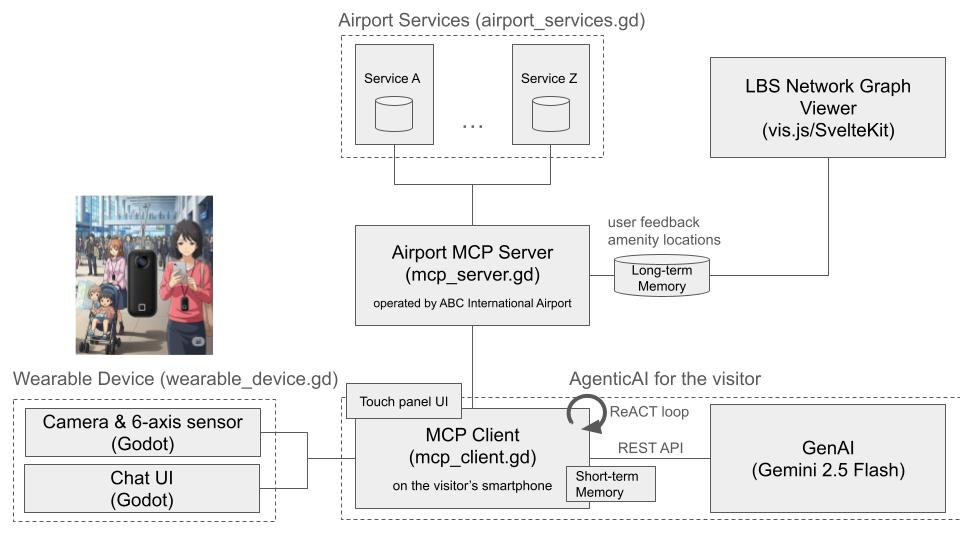 Airport Services (airport_services.gd)
Service A
Service Z
...
LBS Network Graph
Viewer
(vis.js/SvelteKit)
user feedback
amenity locations
Airport MCP Server
(mcp_server.gd)
operated by ABC International Airport
Long-term
Memory
Wearable Device (wearable_device.gd)
AgenticAI for the visitor
Touch panel UI
ReACT loop
Camera & 6-axis sensor
(Godot)
MCP Client
(mcp_client.gd)
on the visitor's smartphone
REST API
GenAI
(Gemini 2.5 Flash)
Chat UI
(Godot)
Short-term
Memory